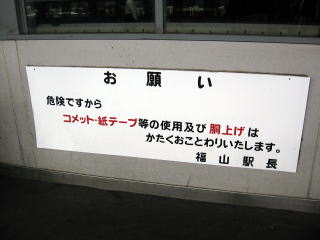 お願い
危険ですから
コメット・紙テープ等の使用及び胴上げは
かたくおことわりいたします。
福山駅長